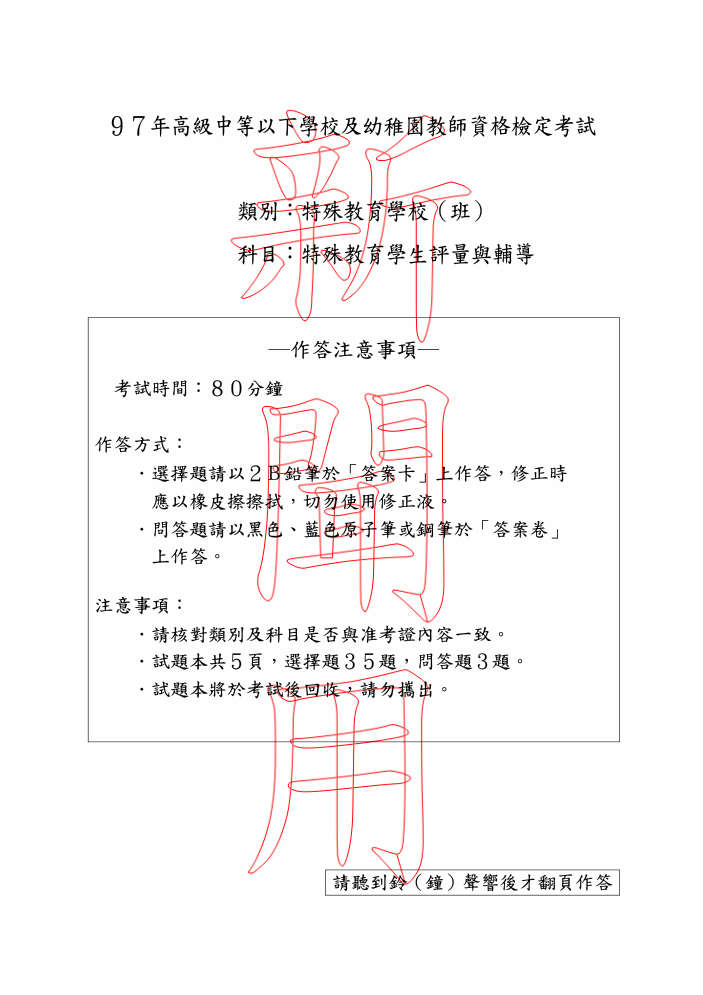 ９７年高級中等以下學校及幼稚園教師資格檢定考試
類別：特殊教育學校（班）
科目：特殊教育學生評量與輔導
—作答注意事項—
考試時間：８０分鐘
作答方式：
．選擇題請以２Ｂ鉛筆於「答案卡」上作答，修正時
應以橡皮擦擦拭，切勿使用修正液。
．問答題請以黑色、藍色原子筆或鋼筆於「答案卷」
上作答。
注意事項：
．請核對類別及科目是否與准考證內容一致。
．試題本共５頁，選擇題３５題，問答題３題。
．試題本將於考試後回收，請勿攜出。
請聽到鈴（鐘）聲響後才翻頁作答
新聞用